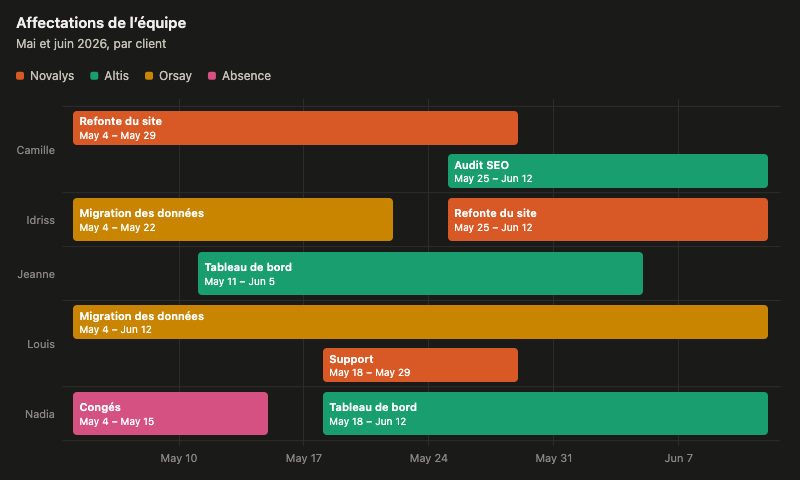 Affectations de l’équipe
Mai et juin 2026, par client
Novalys Altis Orsay Absence
Camille
Refonte du site
May 4 – May 29
Audit SEO
May 25 – Jun 12
Idriss
Migration des données
May 4 – May 22
Refonte du site
May 25 – Jun 12
Jeanne
Tableau de bord
May 11 – Jun 5
Louis
Migration des données
May 4 – Jun 12
Support
May 18 – May 29
Nadia
Congés
May 4 – May 15
Tableau de bord
May 18 – Jun 12
May 10 May 17 May 24 May 31 Jun 7